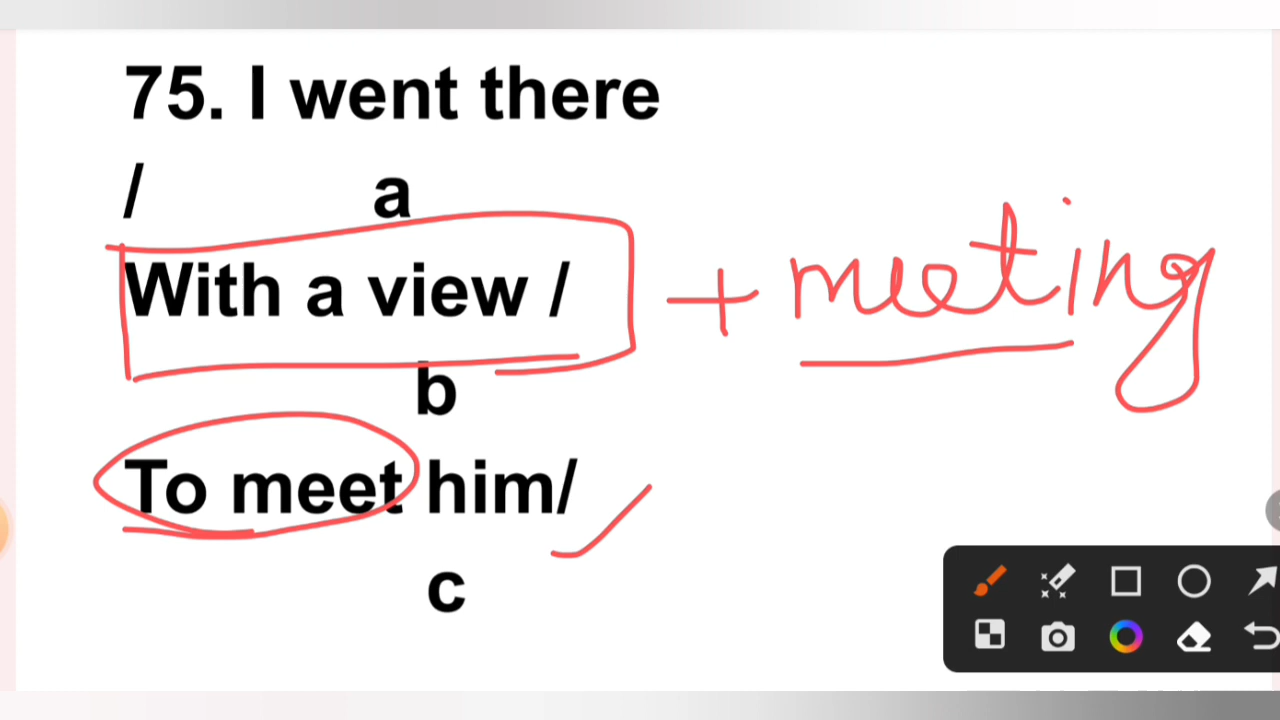 75. I went there
/ a
With a view / + meeting
b
To meet him/
c